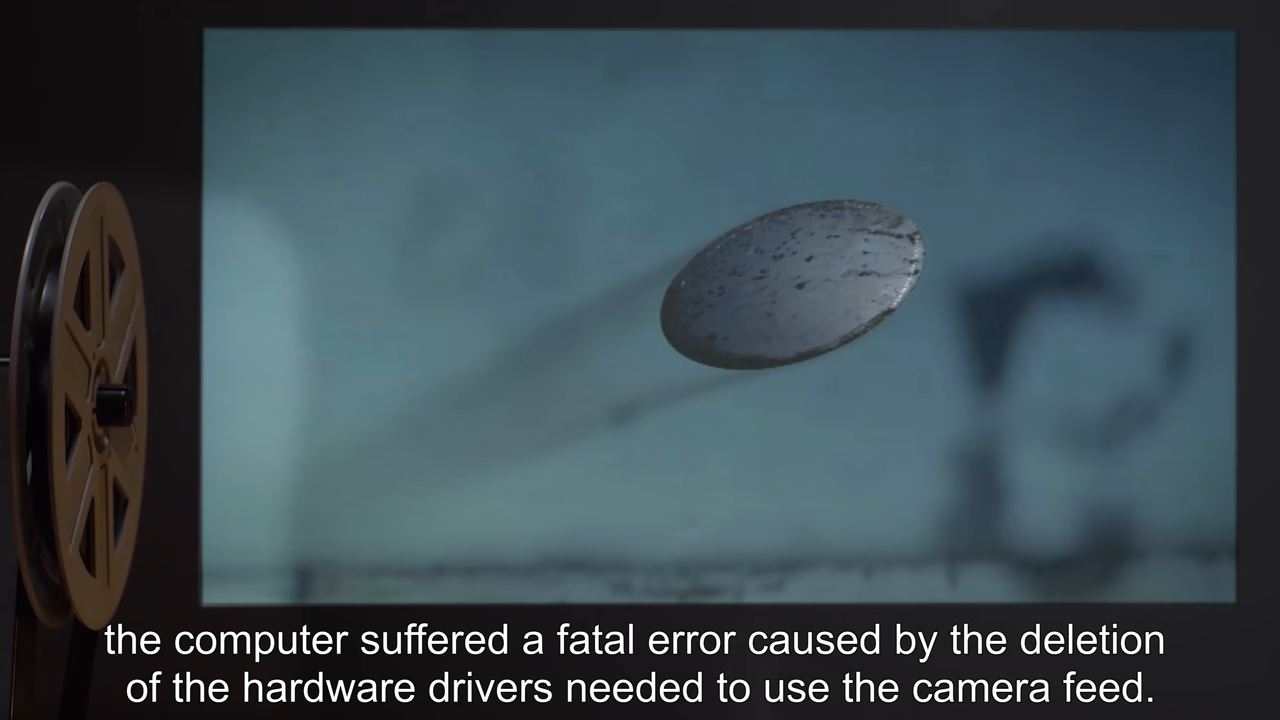 the computer suffered a fatal error caused by the deletion
of the hardware drivers needed to use the camera feed.